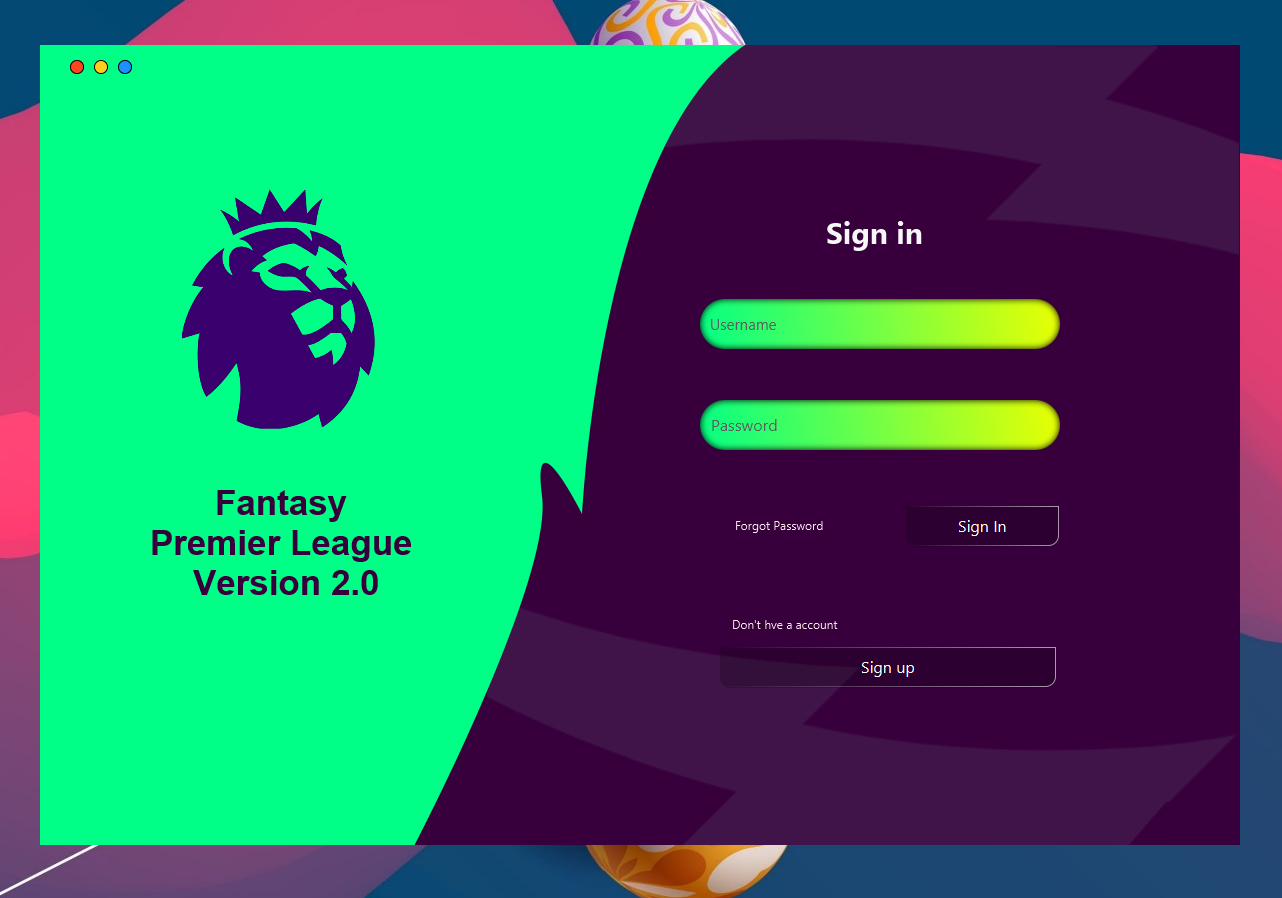 Fantasy
Premier League
Version 2.0
Sign in
Username
Password
Forgot Password
Sign In
Don't hve a account
Sign up